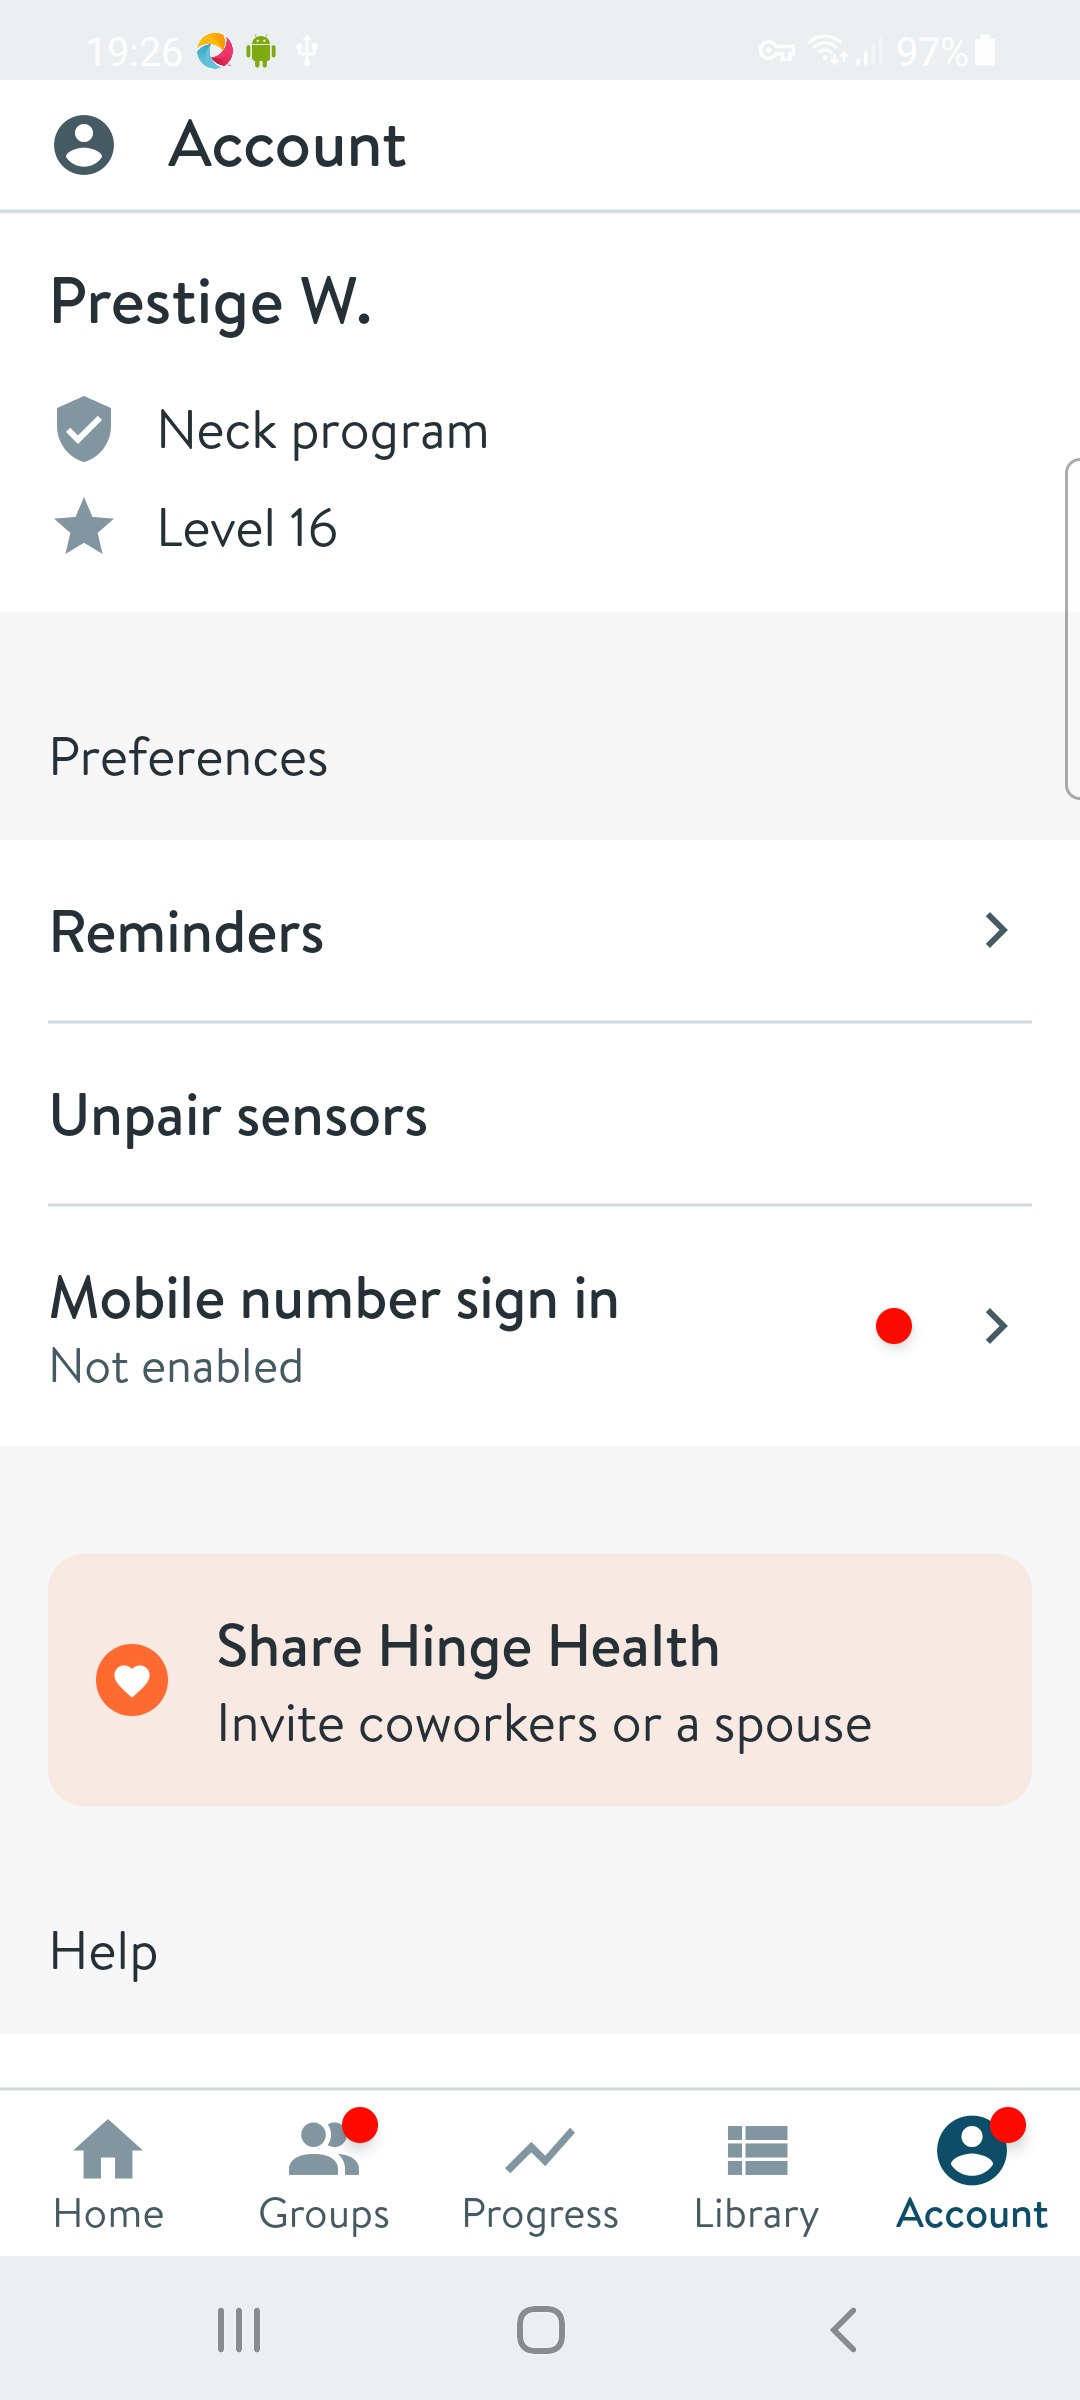 19:26
97%
Account
Prestige W.
Neck program
Level 16
Preferences
Reminders
Unpair sensors
Mobile number sign in
Not enabled
Share Hinge Health
Invite coworkers or a spouse
Help
Home
Groups
Progress
Library
Account